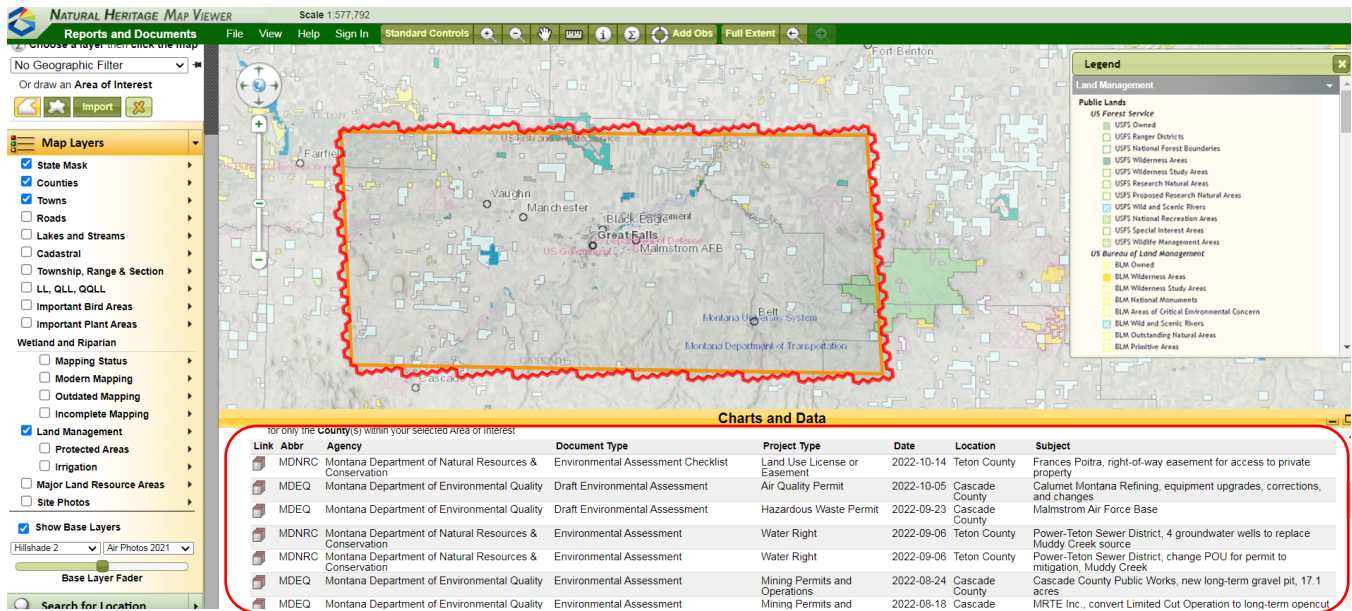 NATURAL HERITAGE MAP VIEWER
Scale 1:577,792
Reports and Documents
File View Help Sign In Standard Controls Add Obs Full Extent
Choose a layer then click the map
No Geographic Filter
Or draw an Area of Interest
Import
Map Layers
State Mask
Counties
Towns
Roads
Lakes and Streams
Cadastral
Township, Range & Section
LL, QLL, QQLL
Important Bird Areas
Important Plant Areas
Wetland and Riparian
Mapping Status
Modern Mapping
Outdated Mapping
Incomplete Mapping
Land Management
Protected Areas
Irrigation
Major Land Resource Areas
Site Photos
Show Base Layers
Hillshade 2 Air Photos 2021
Base Layer Fader
Search for Location
Fort Benton
TETON
US Fish and Wildlife Service
Fairfie
Vaughn
Manchester
Black Eagle
Great Falls
Department of Defense
US Government
Malmstrom AFB
Belt
Montana University System
Montana Department of Transportation
CASCADE
Cascade
Legend
Land Management
Public Lands
US Forest Service
USFS Owned
USFS Ranger Districts
USFS National Forest Boundaries
USFS Wilderness Areas
USFS Wilderness Study Areas
USFS Research Natural Areas
USFS Proposed Research Natural Areas
USFS Wild and Scenic Rivers
USFS National Recreation Areas
USFS Special Interest Areas
USFS Wildlife Management Areas
US Bureau of Land Management
BLM Owned
BLM Wilderness Areas
BLM Wilderness Study Areas
BLM National Monuments
BLM Areas of Critical Environmental Concern
BLM Wild and Scenic Rivers
BLM Outstanding Natural Areas
BLM Primitive Areas
Charts and Data
for only the County(s) within your selected Area of Interest
Link Abbr Agency Document Type Project Type Date Location Subject
MDNRC Montana Department of Natural Resources & Environmental Assessment Checklist Land Use License or 2022-10-14 Teton County Frances Poitra, right-of-way easement for access to private
Conservation Easement property
MDEQ Montana Department of Environmental Quality Draft Environmental Assessment Air Quality Permit 2022-10-05 Cascade Calumet Montana Refining, equipment upgrades, corrections,
County and changes
MDEQ Montana Department of Environmental Quality Draft Environmental Assessment Hazardous Waste Permit 2022-09-23 Cascade Malmstrom Air Force Base
County
MDNRC Montana Department of Natural Resources & Environmental Assessment Water Right 2022-09-06 Teton County Power-Teton Sewer District, 4 groundwater wells to replace
Conservation Muddy Creek source
MDNRC Montana Department of Natural Resources & Environmental Assessment Water Right 2022-09-06 Teton County Power-Teton Sewer District, change POU for permit to
Conservation mitigation, Muddy Creek
MDEQ Montana Department of Environmental Quality Environmental Assessment Mining Permits and 2022-08-24 Cascade Cascade County Public Works, new long-term gravel pit, 17.1
Operations County acres
MDEQ Montana Department of Environmental Quality Environmental Assessment Mining Permits and 2022-08-18 Cascade MRTE Inc., convert Limited Cut Operation to long-term opencut